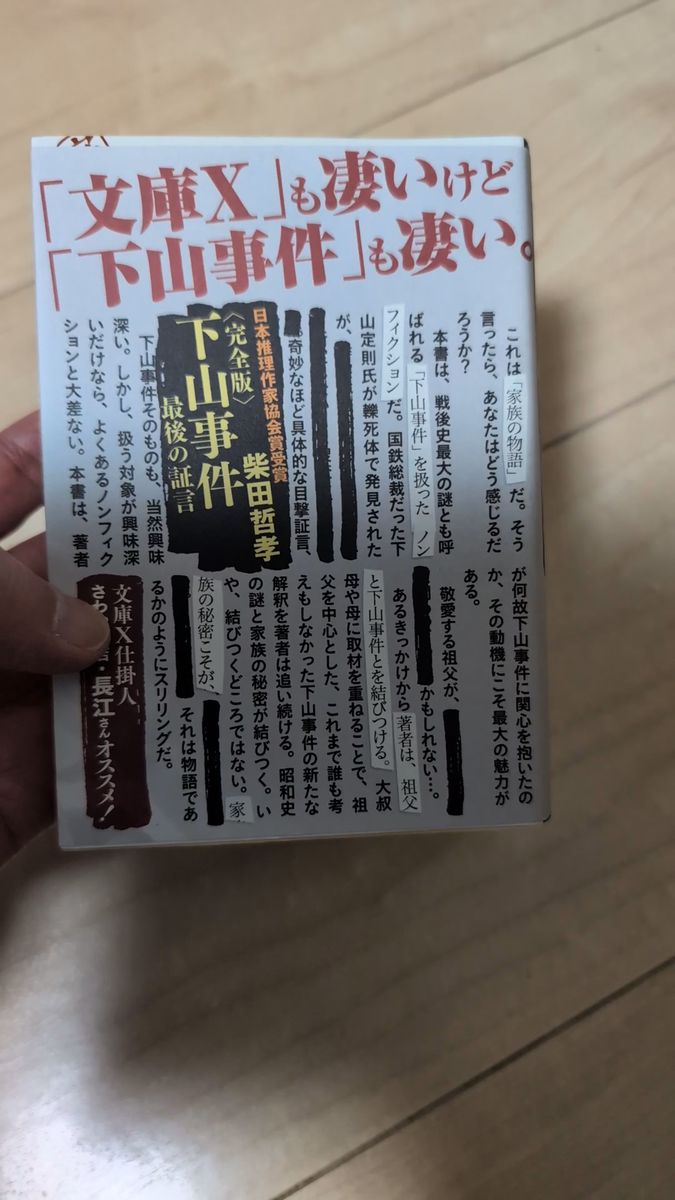 「文庫X」も凄いけど
「下山事件」も凄い。
これは「家族の物語」だ。そう
言ったら、あなたはどう感じるだ
ろうか？
本書は、戦後史最大の謎とも呼
ばれる「下山事件」を扱った ノン
フィクションだ。国鉄総裁だった下
山定則氏が轢死体で発見された
が、
奇妙なほど具体的な目撃証言、
日本推理作家協会賞受賞
柴田哲孝
〈完全版〉
下山事件
最後の証言
下山事件そのものも、当然興味
深い。しかし、扱う対象が興味深
いだけなら、よくあるノンフィク
ションと大差ない。本書は、著者
が何故下山事件に関心を抱いたの
か、その動機にこそ最大の魅力が
ある。
敬愛する祖父が、
かもしれない…。
あるきっかけから著者は、祖父
と下山事件とを結びつける。大叔
母や母に取材を重ねることで、祖
父を中心とした、これまで誰も考
えもしなかった下山事件の新たな
解釈を著者は追い続ける。昭和史
の謎と家族の秘密が結びつく。い
や、結びつくどころではない。家
族の秘密こそが、
それは物語であ
るかのようにスリリングだ。
文庫X仕掛人
さわ
長江さんオススメ！